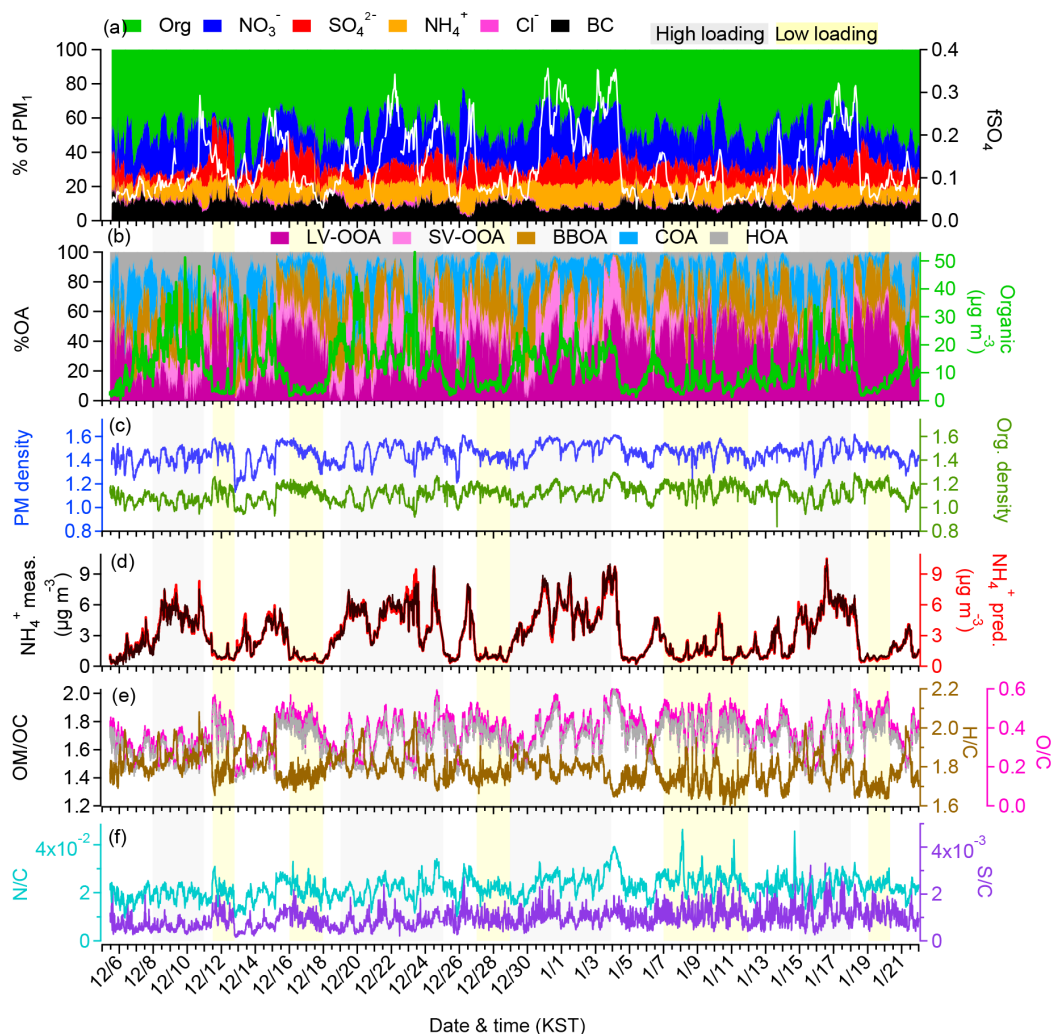 (a) Org NO3- SO42- NH4+ Cl- BC
High loading Low loading
% of PM1
100
80
60
40
20
0
0.4
0.3
0.2
0.1
0.0
fSO4
(b) LV-OOA SV-OOA BBOA COA HOA
%OA
100
80
60
40
20
0
50
40
30
20
10
0
Organic
(µg m-3)
(c)
PM density
1.6
1.4
1.2
1.0
0.8
1.6
1.4
1.2
1.0
0.8
Org. density
(d)
NH4+ meas.
(µg m-3)
9
6
3
0
9
6
3
0
NH4+ pred.
(µg m-3)
(e)
OM/OC
2.0
1.8
1.6
1.4
1.2
2.2
2.0
1.8
1.6
H/C
0.6
0.4
0.2
0.0
O/C
(f)
N/C
4x10-2
2
0
4x10-3
2
0
S/C
12/6 12/8 12/10 12/12 12/14 12/16 12/18 12/20 12/22 12/24 12/26 12/28 12/30 1/1 1/3 1/5 1/7 1/9 1/11 1/13 1/15 1/17 1/19 1/21
Date & time (KST)